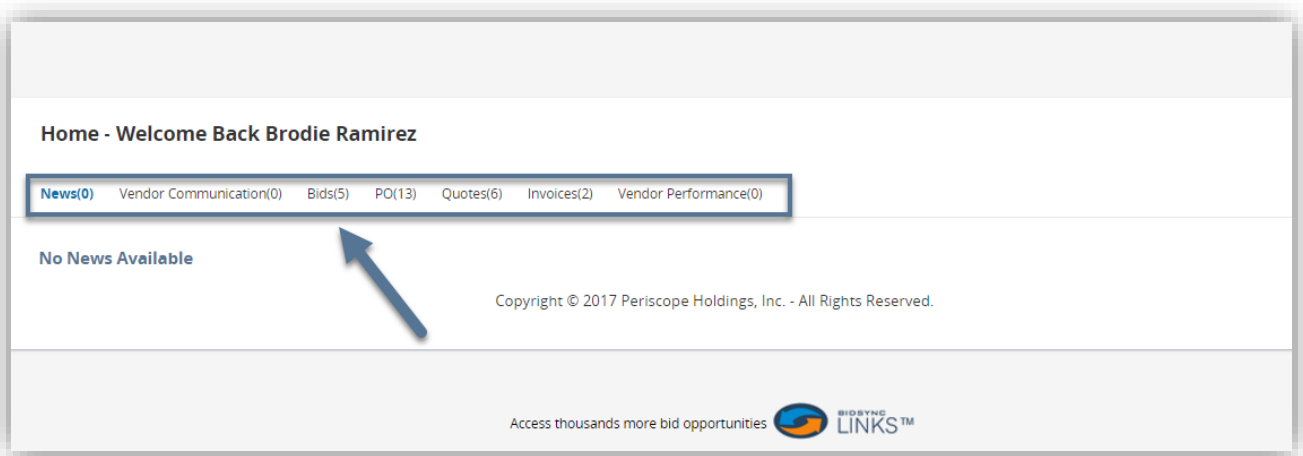 Home - Welcome Back Brodie Ramirez
News(0) Vendor Communication(0) Bids(5) PO(13) Quotes(6) Invoices(2) Vendor Performance(0)
No News Available
Copyright © 2017 Periscope Holdings, Inc. - All Rights Reserved.
Access thousands more bid opportunities
BIDSYNC
LINKS™